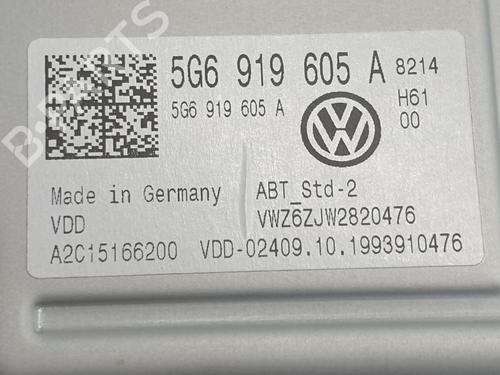 5G6 919 605 A 8214
5G6 919 605 A
H61
00
Made in Germany
ABT_Std-2
VDD
VWZ6ZJW2820476
A2C15166200
VDD-02409.10.1993910476
B-PARTS